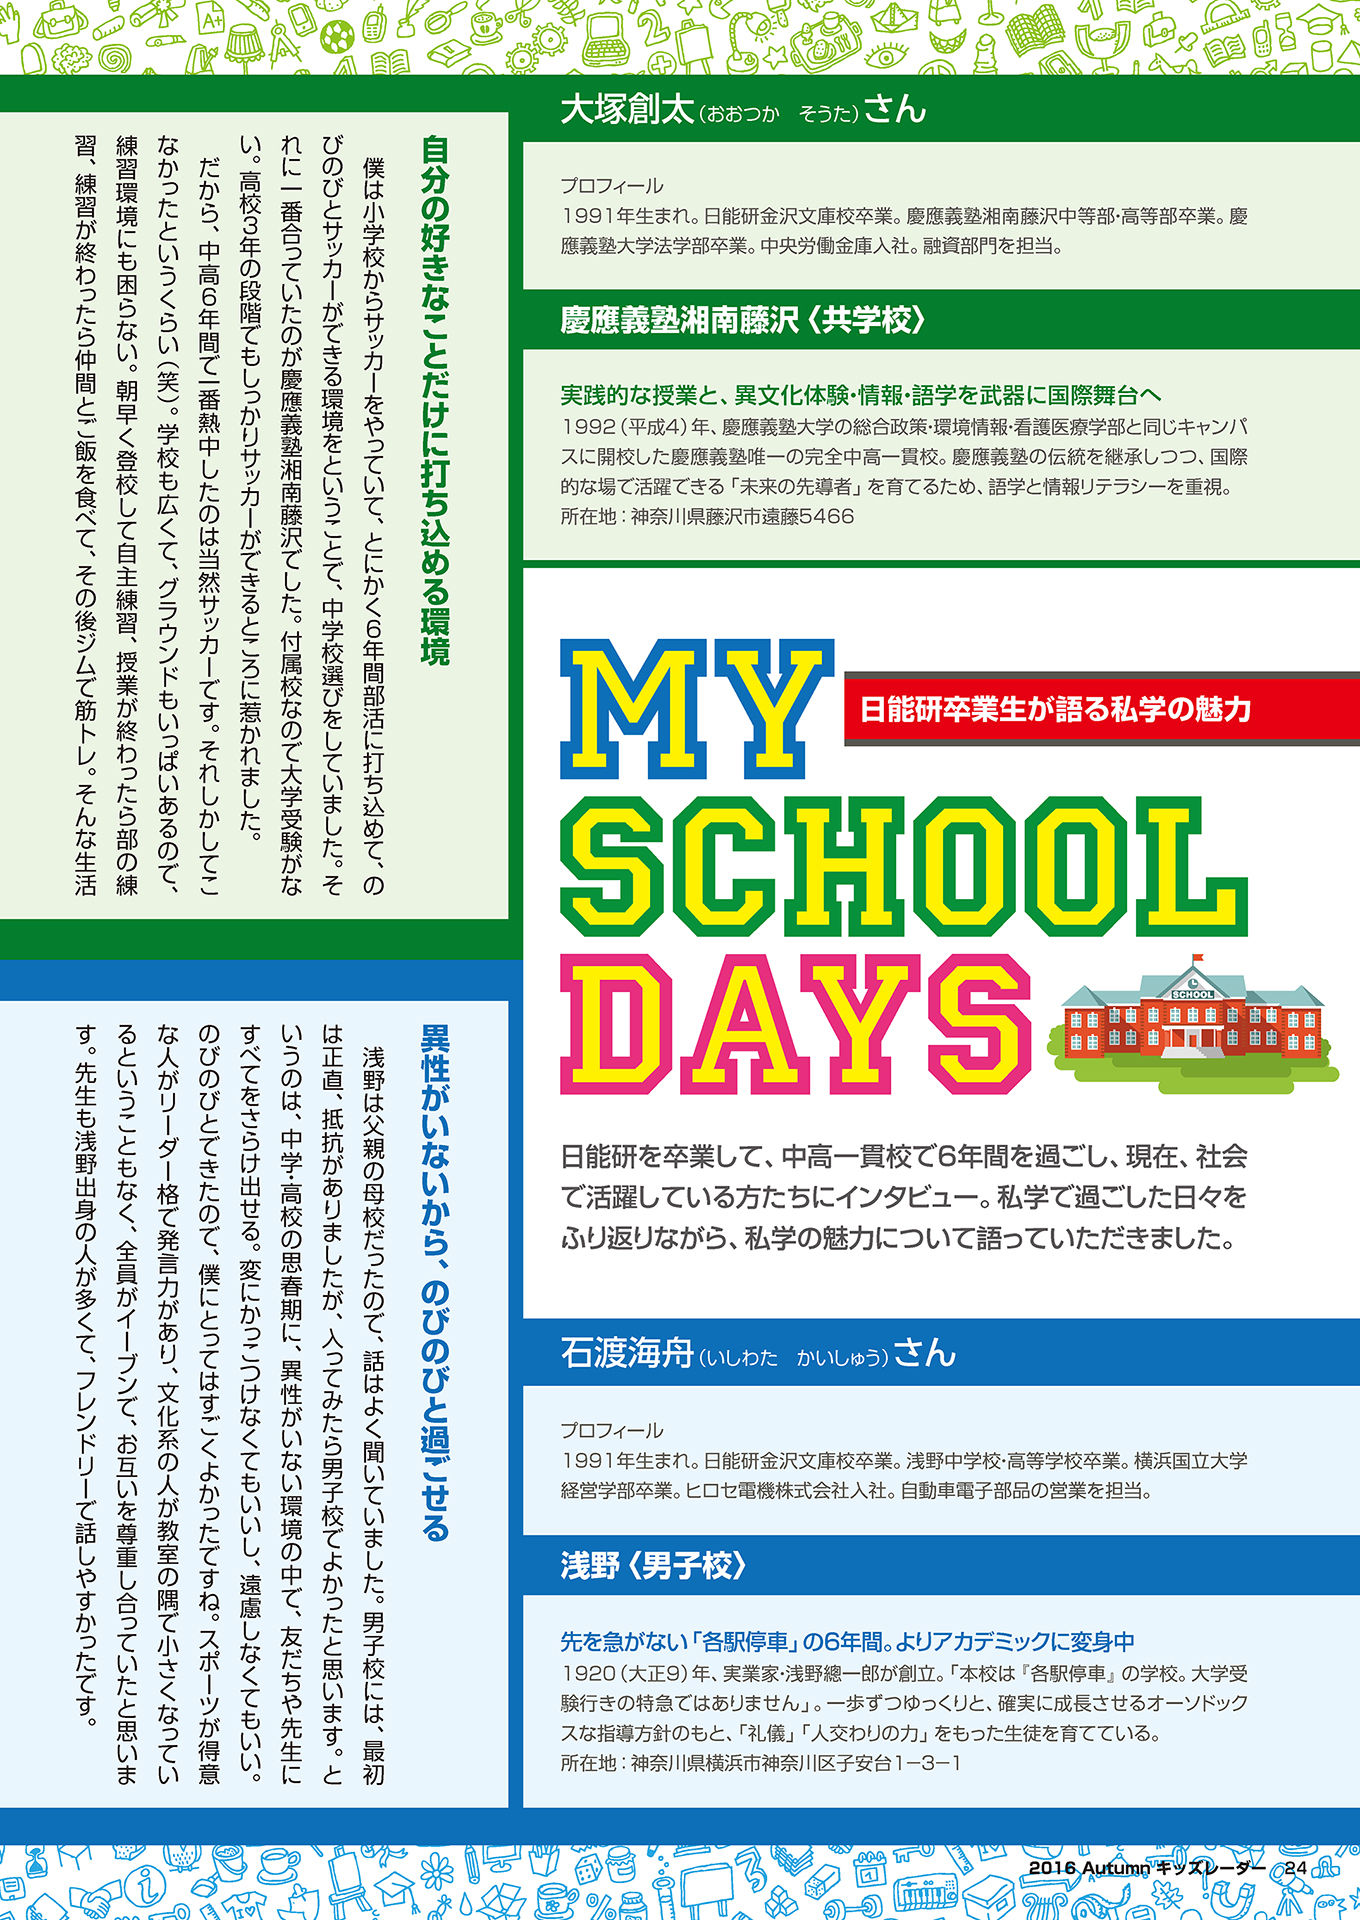 大塚創太（おおつか　そうた）さん
プロフィール
1991年生まれ。日能研金沢文庫校卒業。慶應義塾湘南藤沢中等部・高等部卒業。慶
應義塾大学法学部卒業。中央労働金庫入社。融資部門を担当。
慶應義塾湘南藤沢〈共学校〉
実践的な授業と、異文化体験・情報・語学を武器に国際舞台へ
1992（平成4）年、慶應義塾大学の総合政策・環境情報・看護医療学部と同じキャンパ
スに開校した慶應義塾唯一の完全中高一貫校。慶應義塾の伝統を継承しつつ、国際
的な場で活躍できる「未来の先導者」を育てるため、語学と情報リテラシーを重視。
所在地：神奈川県藤沢市遠藤5466
自分の好きなことだけに打ち込める環境
僕は小学校からサッカーをやっていて、とにかく6年間部活に打ち込めて、の
びのびとサッカーができる環境をということで、中学校選びをしていました。そ
れに一番合っていたのが慶應義塾湘南藤沢でした。付属校なので大学受験がな
い。高校3年の段階でもしっかりサッカーができるところに惹かれました。
だから、中高6年間で一番熱中したのは当然サッカーです。それしかしてこ
なかったというくらい（笑）。学校も広くて、グラウンドもいっぱいあるので、
練習環境にも困らない。朝早く登校して自主練習、授業が終わったら部の練
習、練習が終わったら仲間とご飯を食べて、その後ジムで筋トレ。そんな生活
MY
日能研卒業生が語る私学の魅力
SCHOOL
DAYS
SCHOOL
日能研を卒業して、中高一貫校で6年間を過ごし、現在、社会
で活躍している方たちにインタビュー。私学で過ごした日々を
ふり返りながら、私学の魅力について語っていただきました。
石渡海舟（いしわた　かいしゅう）さん
プロフィール
1991年生まれ。日能研金沢文庫校卒業。浅野中学校・高等学校卒業。横浜国立大学
経営学部卒業。ヒロセ電機株式会社入社。自動車電子部品の営業を担当。
浅野〈男子校〉
先を急がない「各駅停車」の6年間。よりアカデミックに変身中
1920（大正9）年、実業家・浅野總一郎が創立。「本校は『各駅停車』の学校。大学受
験行きの特急ではありません」。一歩ずつゆっくりと、確実に成長させるオーソドック
スな指導方針のもと、「礼儀」「人交わりの力」をもった生徒を育てている。
所在地：神奈川県横浜市神奈川区子安台1−3−1
異性がいないから、のびのびと過ごせる
浅野は父親の母校だったので、話はよく聞いていました。男子校には、最初
は正直、抵抗がありましたが、入ってみたら男子校でよかったと思います。と
いうのは、中学・高校の思春期に、異性がいない環境の中で、友だちや先生に
すべてをさらけ出せる。変にかっこつけなくてもいいし、遠慮しなくてもいい。
のびのびとできたので、僕にとってはすごくよかったですね。スポーツが得意
な人がリーダー格で発言力があり、文化系の人が教室の隅で小さくなってい
るということもなく、全員がイーブンで、お互いを尊重し合っていたと思いま
す。先生も浅野出身の人が多くて、フレンドリーで話しやすかったです。
2016 Autumn キッズレーダー　24